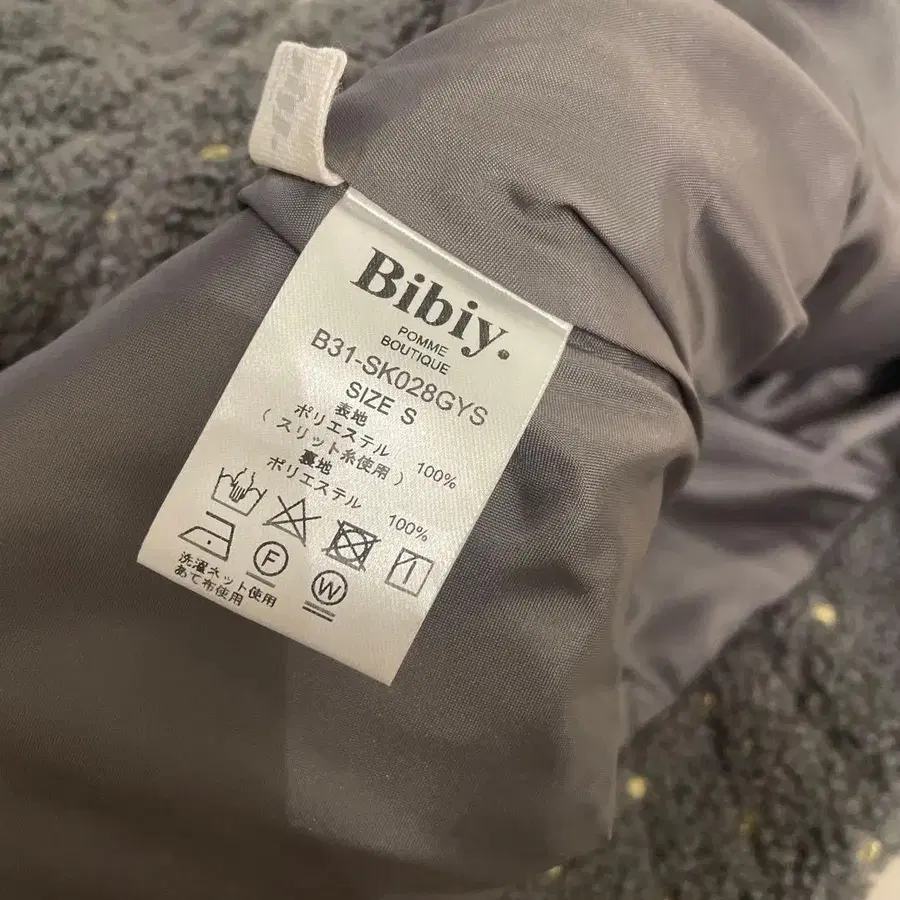 Bibiy.
POMME
BOUTIQUE
B31-SK028GYS
SIZE S
表地
ポリエステル 100%
( スリット糸使用 )
裏地
ポリエステル 100%
F
W
洗濯ネット使用
あて布使用